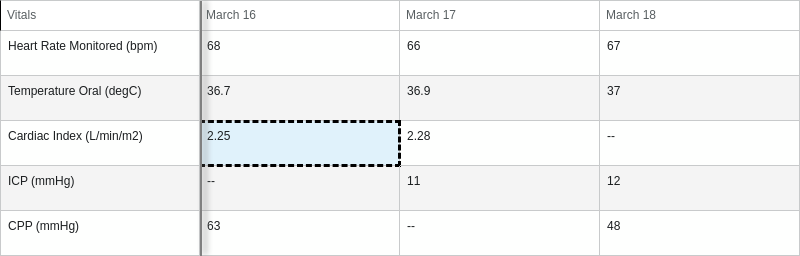 Vitals March 16 March 17 March 18
Heart Rate Monitored (bpm) 68 66 67
Temperature Oral (degC) 36.7 36.9 37
Cardiac Index (L/min/m2) 2.25 2.28 --
ICP (mmHg) -- 11 12
CPP (mmHg) 63 -- 48